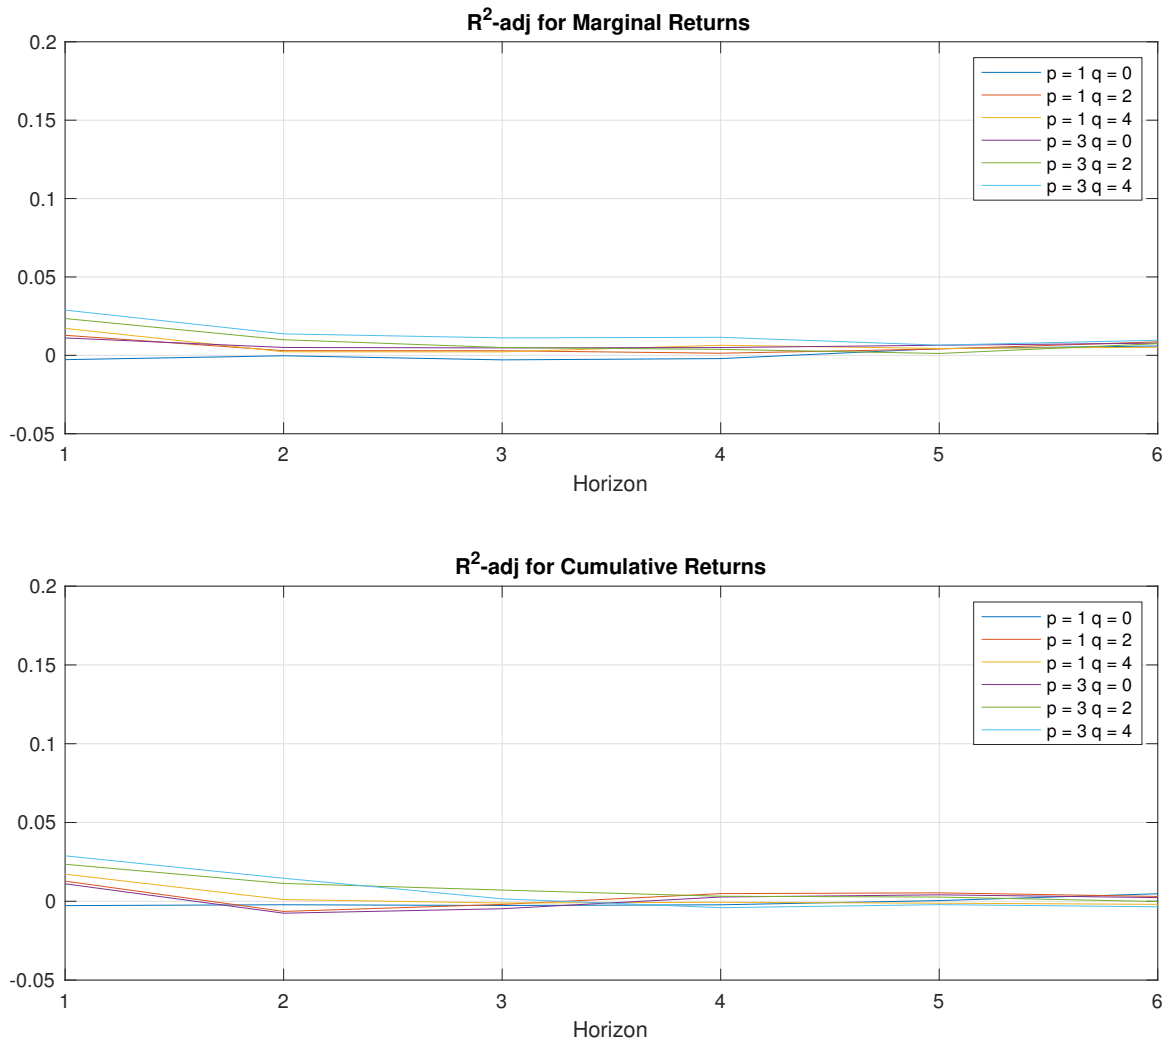 R²-adj for Marginal Returns
0.2
0.15
0.1
0.05
0
-0.05
p = 1 q = 0
p = 1 q = 2
p = 1 q = 4
p = 3 q = 0
p = 3 q = 2
p = 3 q = 4
1 2 3 4 5 6
Horizon
R²-adj for Cumulative Returns
0.2
0.15
0.1
0.05
0
-0.05
p = 1 q = 0
p = 1 q = 2
p = 1 q = 4
p = 3 q = 0
p = 3 q = 2
p = 3 q = 4
1 2 3 4 5 6
Horizon